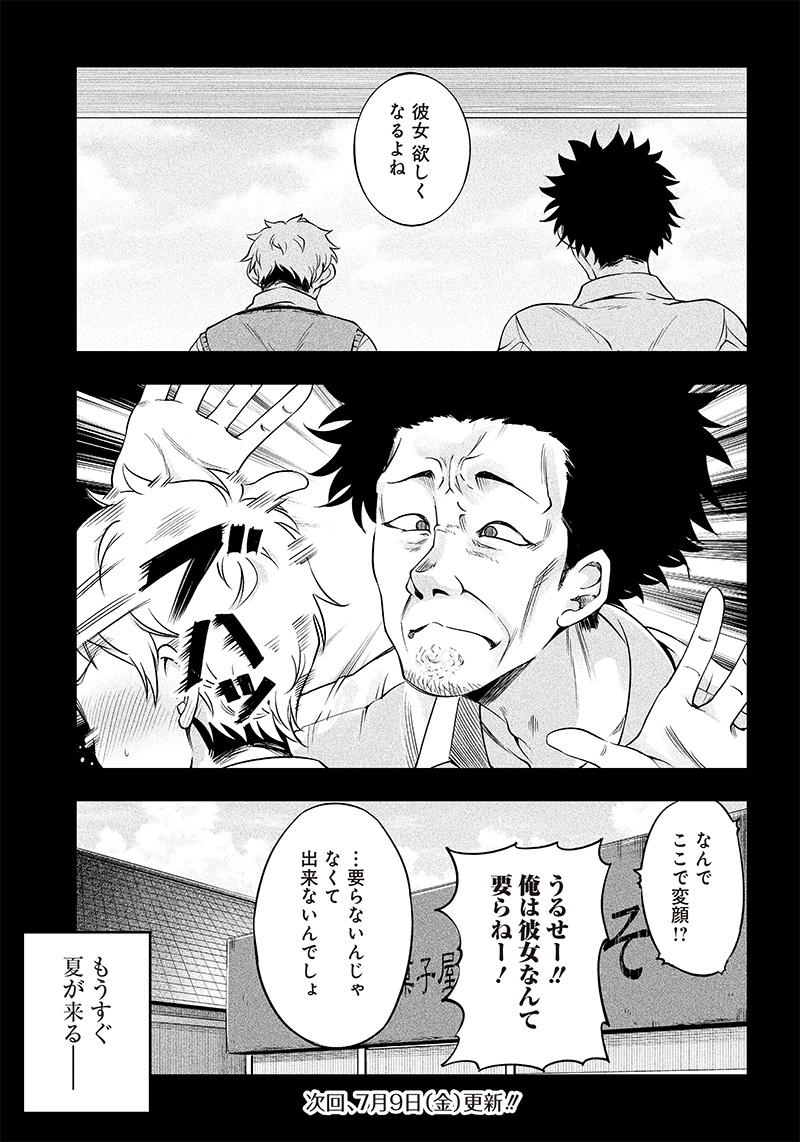 彼女 欲しく
なるよね
ブハッ
なんで
ここで変顔!?
うるせー!!
俺は彼女なんて
要らねー!
…要らないんじゃ
なくて
出来ないんでしょ
そ
菓子屋
もうすぐ
夏が来る――
次回、7月9日(金)更新!!